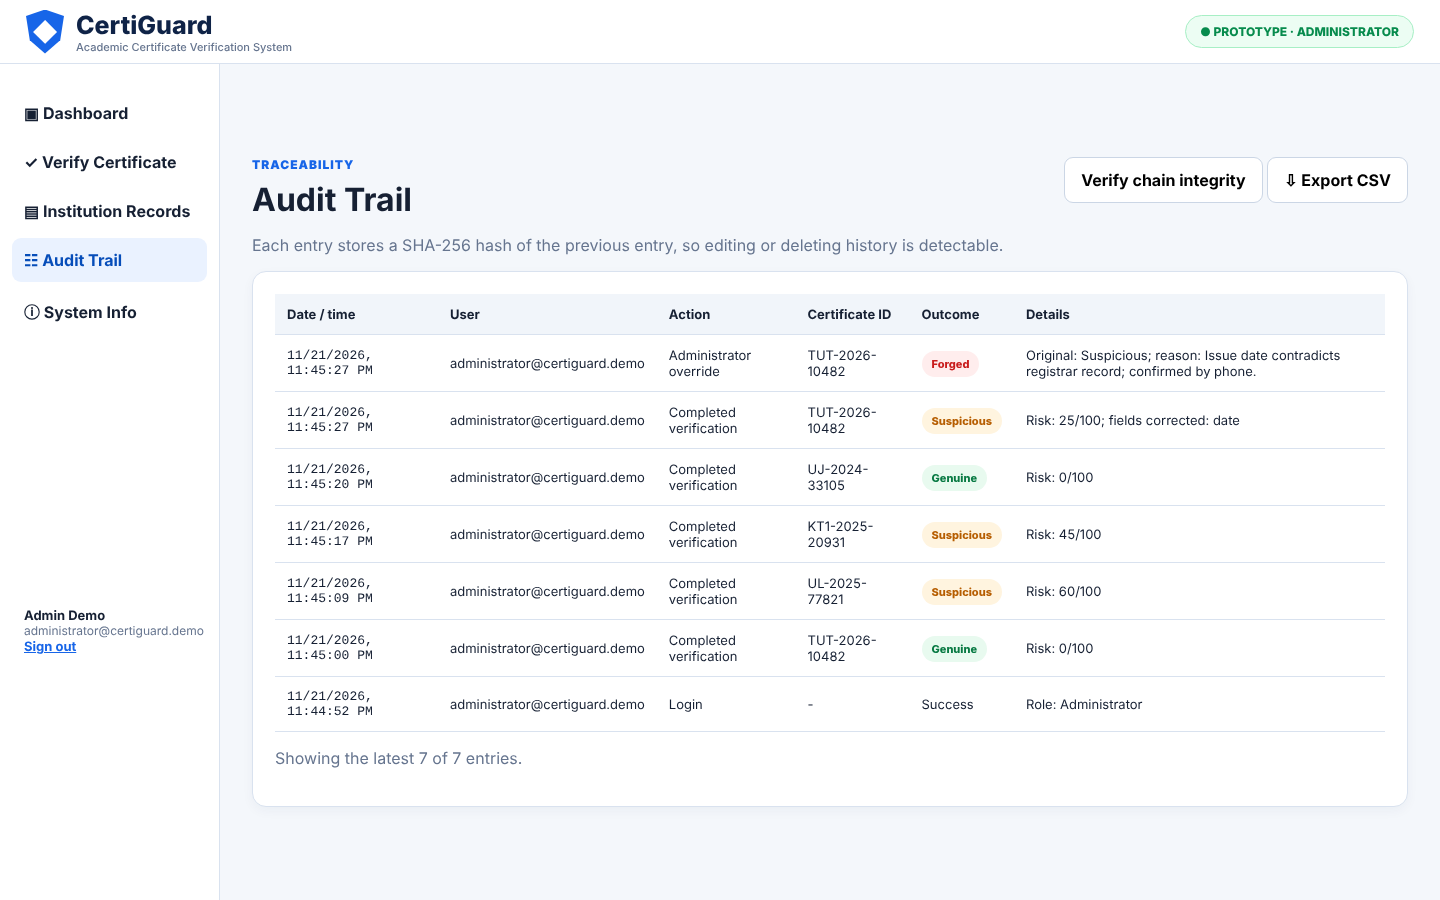 CertiGuard
Academic Certificate Verification System
PROTOTYPE · ADMINISTRATOR
Dashboard
Verify Certificate
Institution Records
Audit Trail
System Info
Admin Demo
administrator@certiguard.demo
Sign out
TRACEABILITY
Audit Trail
Verify chain integrity
⇩ Export CSV
Each entry stores a SHA-256 hash of the previous entry, so editing or deleting history is detectable.
Date / time User Action Certificate ID Outcome Details
11/21/2026, 11:45:27 PM administrator@certiguard.demo Administrator override TUT-2026-10482 Forged Original: Suspicious; reason: Issue date contradicts registrar record; confirmed by phone.
11/21/2026, 11:45:27 PM administrator@certiguard.demo Completed verification TUT-2026-10482 Suspicious Risk: 25/100; fields corrected: date
11/21/2026, 11:45:20 PM administrator@certiguard.demo Completed verification UJ-2024-33105 Genuine Risk: 0/100
11/21/2026, 11:45:17 PM administrator@certiguard.demo Completed verification KT1-2025-20931 Suspicious Risk: 45/100
11/21/2026, 11:45:09 PM administrator@certiguard.demo Completed verification UL-2025-77821 Suspicious Risk: 60/100
11/21/2026, 11:45:00 PM administrator@certiguard.demo Completed verification TUT-2026-10482 Genuine Risk: 0/100
11/21/2026, 11:44:52 PM administrator@certiguard.demo Login - Success Role: Administrator
Showing the latest 7 of 7 entries.